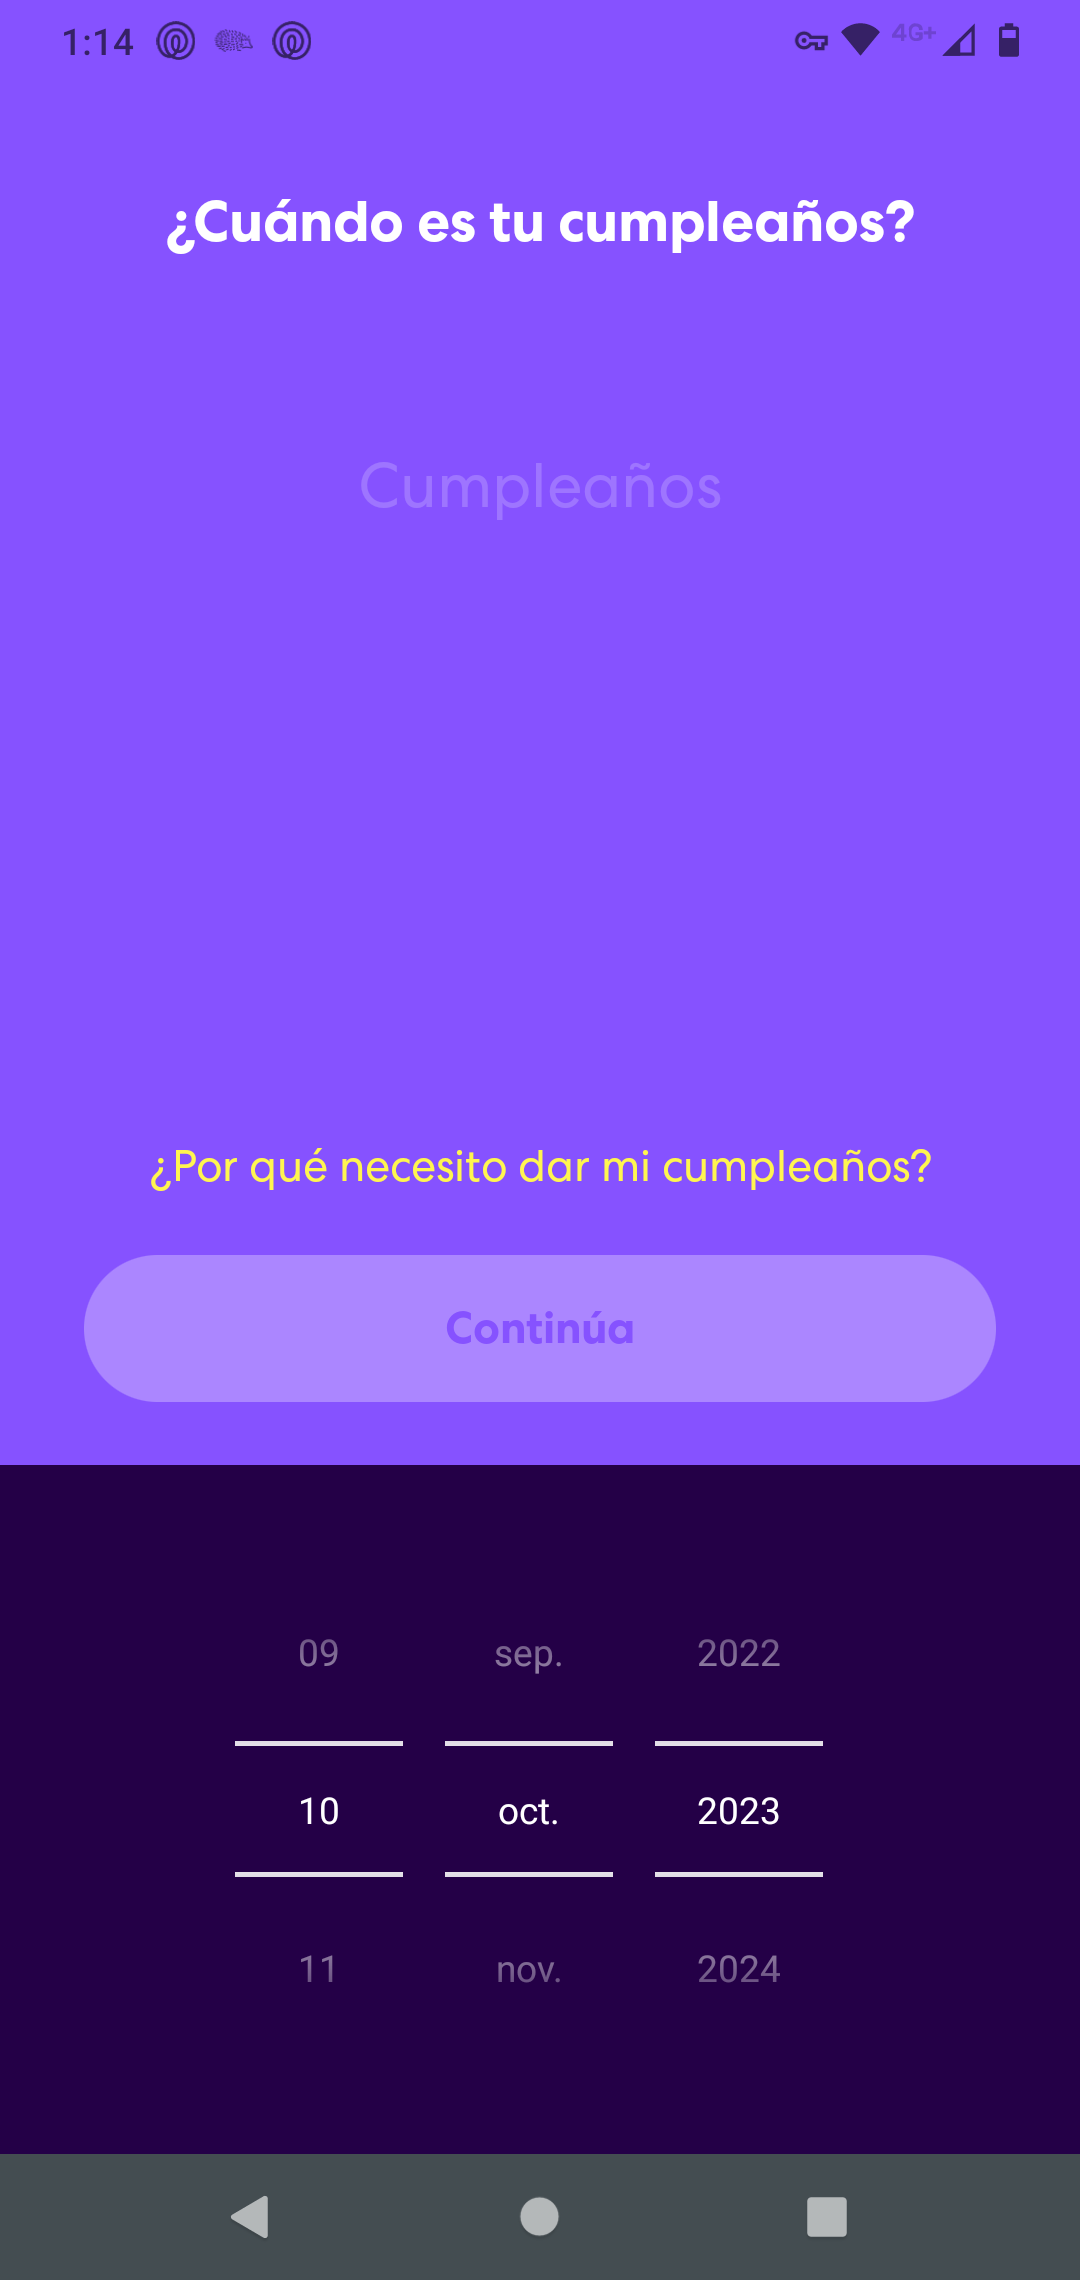 1:14
4G+
¿Cuándo es tu cumpleaños?
Cumpleaños
¿Por qué necesito dar mi cumpleaños?
Continúa
09 sep. 2022
10 oct. 2023
11 nov. 2024